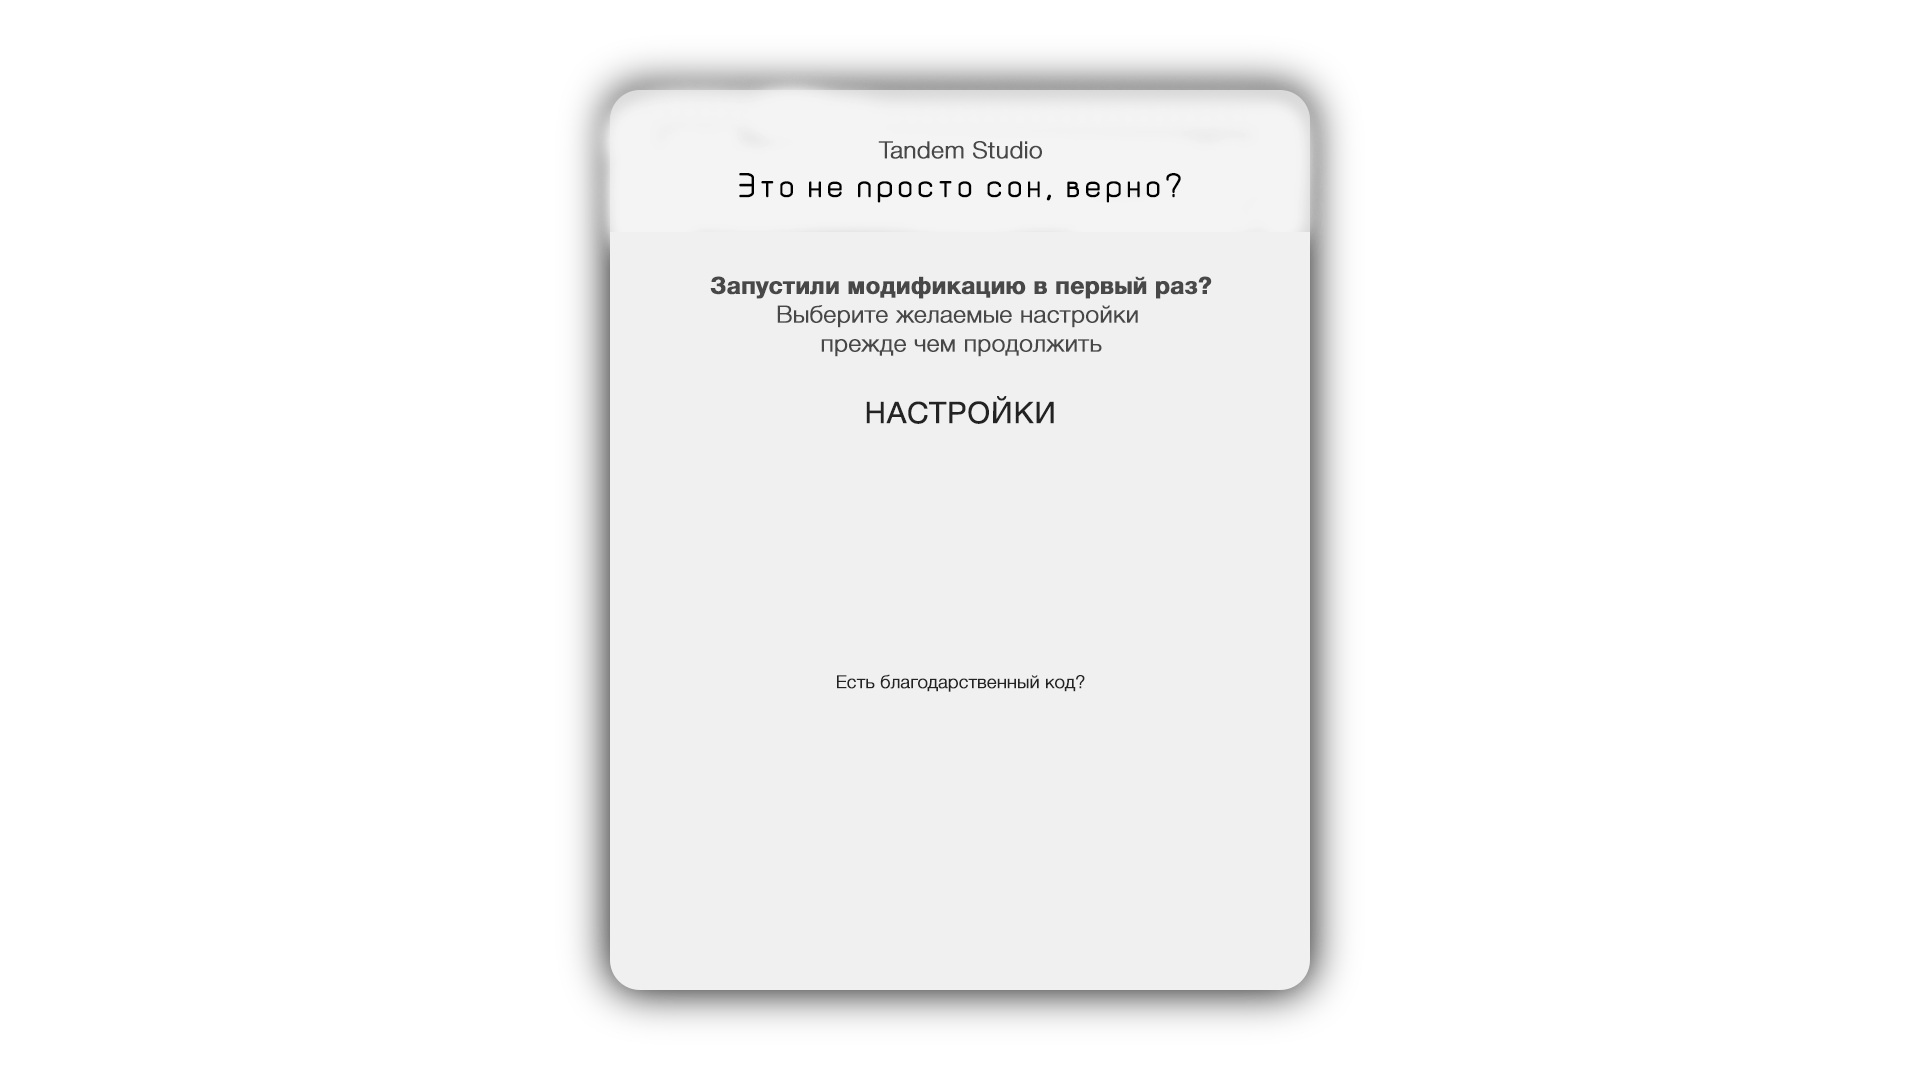 Tandem Studio
Это не просто сон, верно?
Запустили модификацию в первый раз?
Выберите желаемые настройки
прежде чем продолжить
НАСТРОЙКИ
Есть благодарственный код?